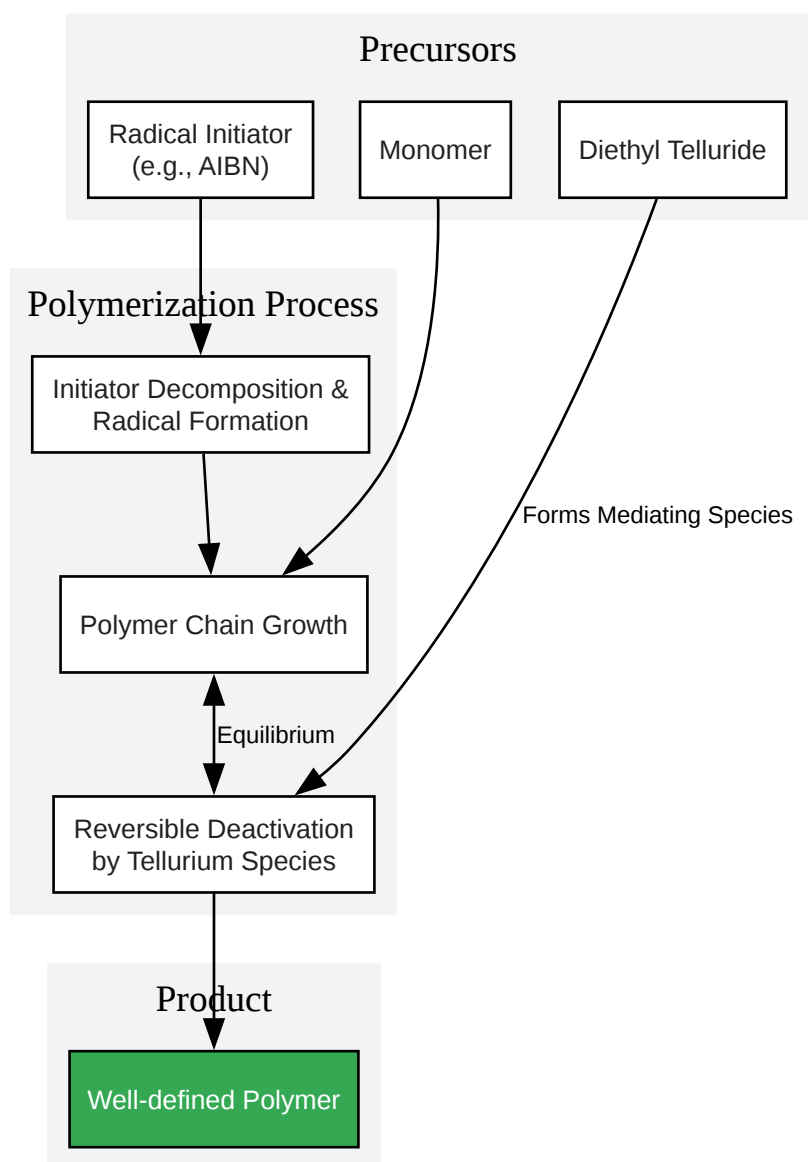 Precursors
Radical Initiator
(e.g., AIBN)
Monomer
Diethyl Telluride
Polymerization Process
Initiator Decomposition &
Radical Formation
Forms Mediating Species
Polymer Chain Growth
Equilibrium
Reversible Deactivation
by Tellurium Species
Product
Well-defined Polymer